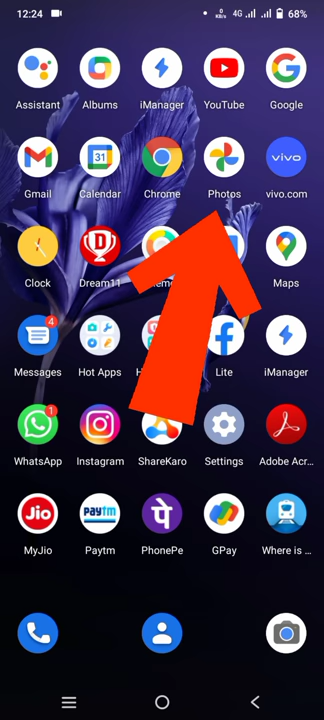 12:24 0 KB/s 4G 68%
Assistant Albums iManager YouTube Google
31
Gmail Calendar Chrome Photos vivo.com
vivo
Clock Dream11 Maps
4
Messages Hot Apps Lite iManager
1
WhatsApp Instagram ShareKaro Settings Adobe Acr...
Jio Paytm पे
MyJio Paytm PhonePe GPay Where is ...